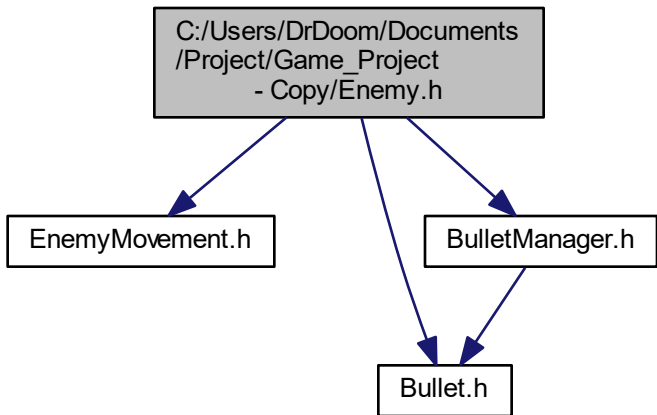 C:/Users/DrDoom/Documents
/Project/Game_Project
- Copy/Enemy.h
EnemyMovement.h
BulletManager.h
Bullet.h